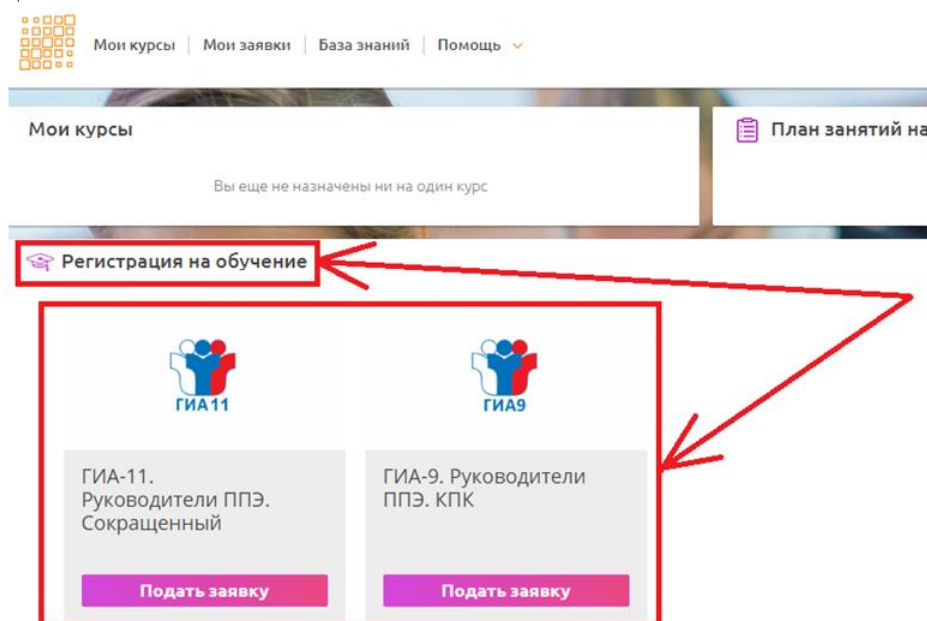 Мои курсы | Мои заявки | База знаний | Помощь
Мои курсы
План занятий на
Вы еще не назначены ни на один курс
Регистрация на обучение
ГИА11
ГИА9
ГИА-11.
Руководители ППЭ.
Сокращенный
ГИА-9. Руководители
ППЭ. КПК
Подать заявку
Подать заявку